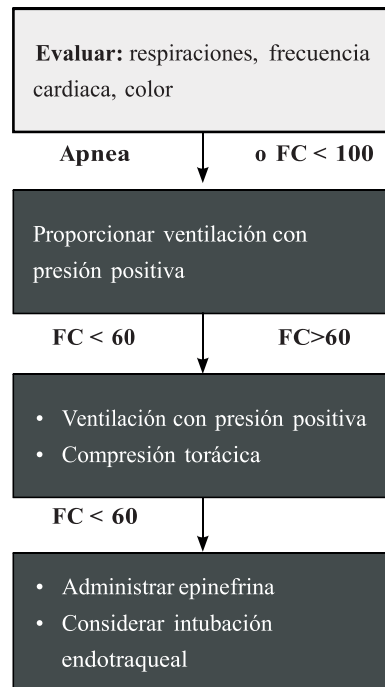 Evaluar: respiraciones, frecuencia
cardiaca, color
Apnea o FC < 100
Proporcionar ventilación con
presión positiva
FC < 60 FC>60
• Ventilación con presión positiva
• Compresión torácica
FC < 60
• Administrar epinefrina
• Considerar intubación
endotraqueal